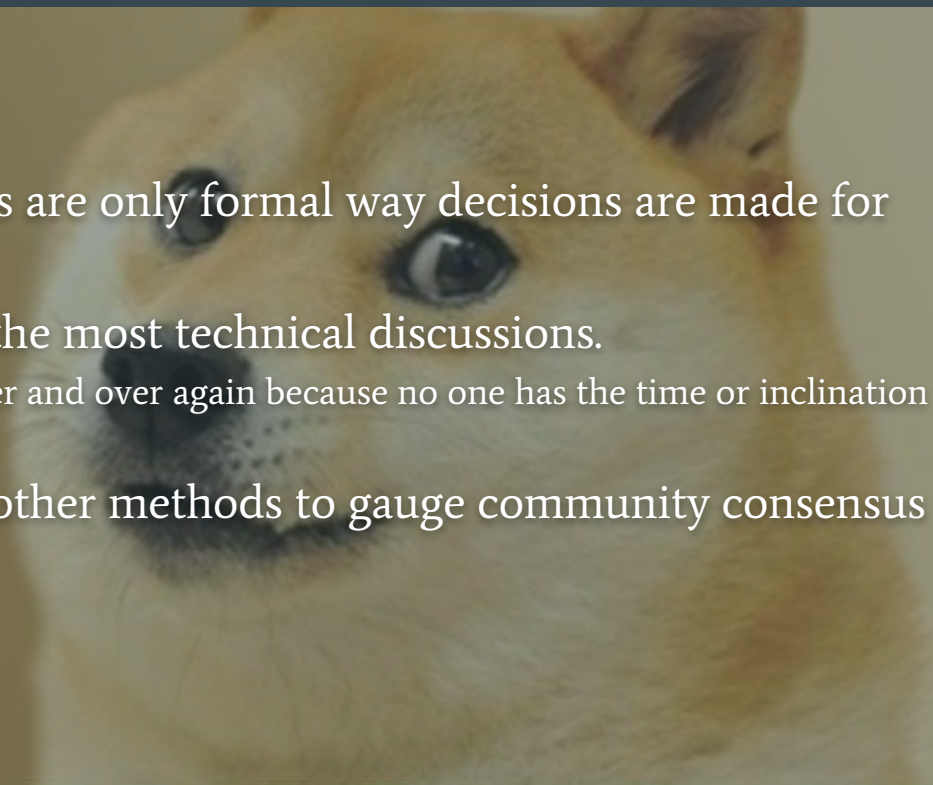 s are only formal way decisions are made for
the most technical discussions.
er and over again because no one has the time or inclination
other methods to gauge community consensus